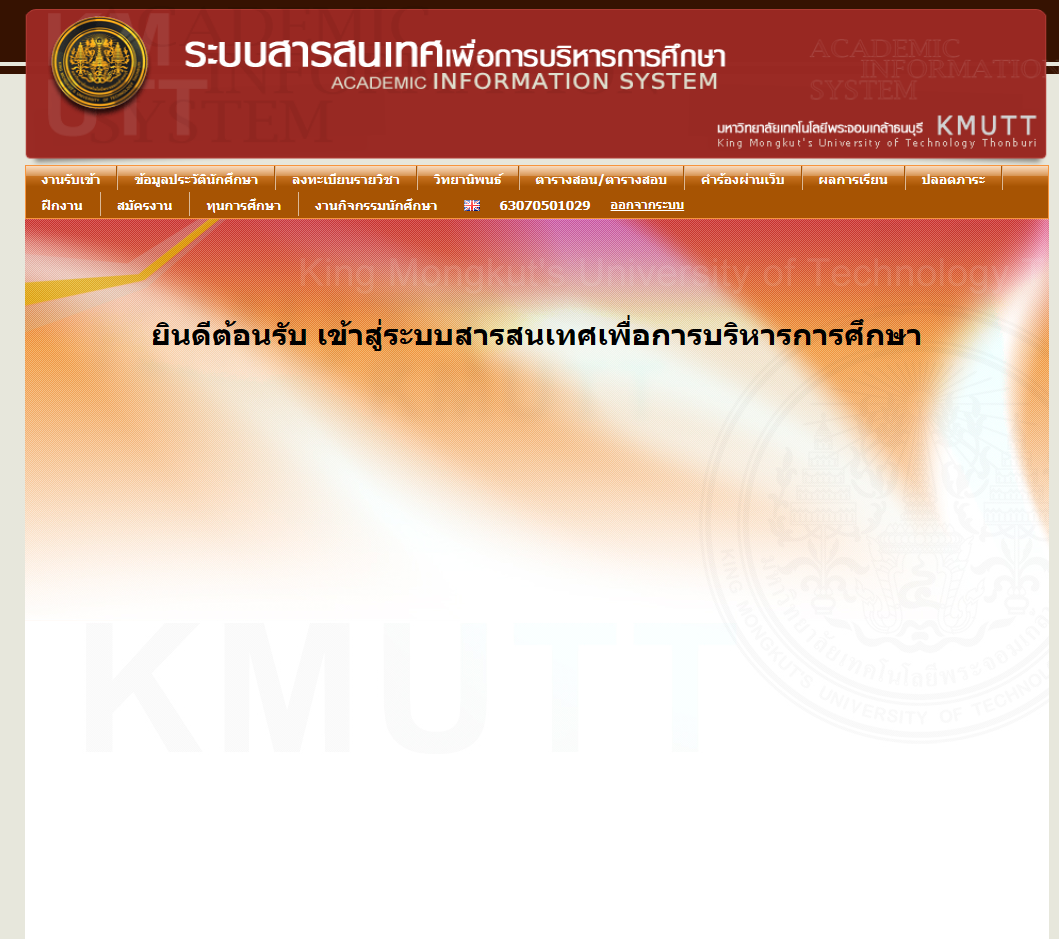 ระบบสารสนเทศเพื่อการบริหารการศึกษา
ACADEMIC INFORMATION SYSTEM
ACADEMIC
INFORMATIO
SYSTEM
มหาวิทยาลัยเทคโนโลยีพระจอมเกล้าธนบุรี KMUTT
King Mongkut's University of Technology Thonburi
งานรับเข้า ข้อมูลประวัตินักศึกษา ลงทะเบียนรายวิชา วิทยานิพนธ์ ตารางสอน/ตารางสอบ คำร้องผ่านเว็บ ผลการเรียน ปลอดภาระ
ฝึกงาน สมัครงาน ทุนการศึกษา งานกิจกรรมนักศึกษา 63070501029 ออกจากระบบ
King Mongkut's University of Technology
ยินดีต้อนรับ เข้าสู่ระบบสารสนเทศเพื่อการบริหารการศึกษา
KMUTT
มหาวิทยาลัยเทคโนโลยีพระจอมเกล้
KING MONGKUT'S UNIVERSITY OF TECHNO